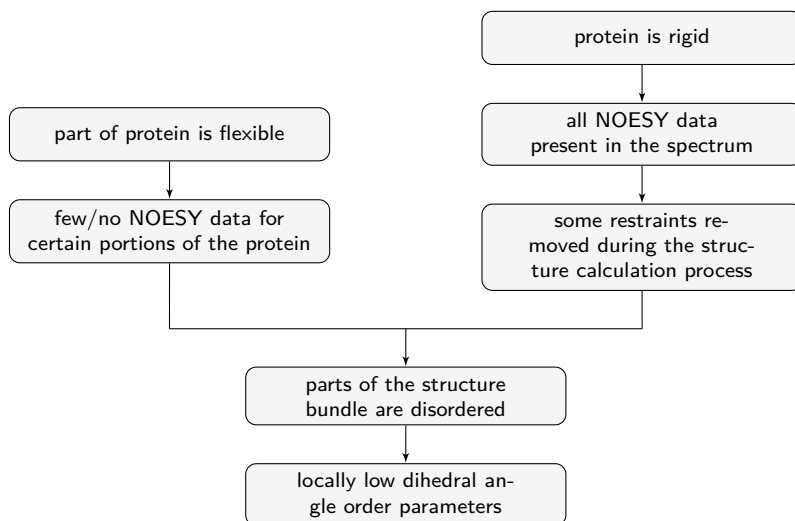 protein is rigid
part of protein is flexible
all NOESY data
present in the spectrum
few/no NOESY data for
certain portions of the protein
some restraints re-
moved during the struc-
ture calculation process
parts of the structure
bundle are disordered
locally low dihedral an-
gle order parameters